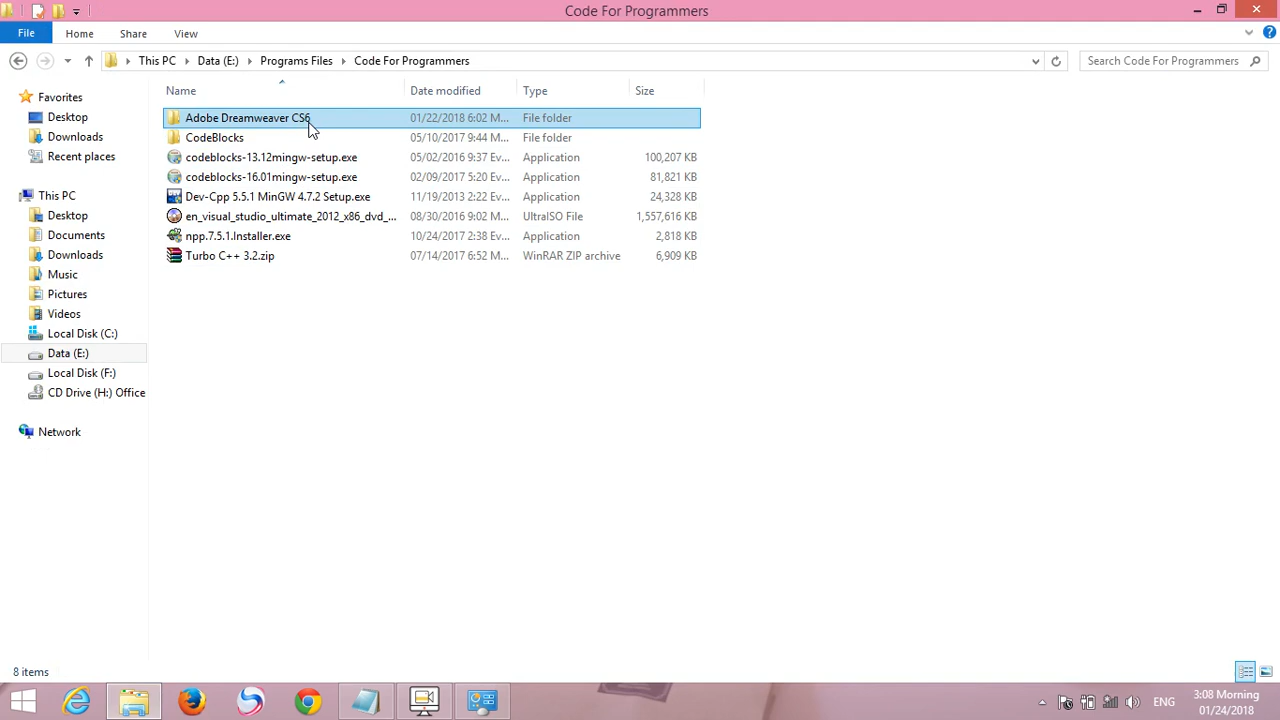 Code For Programmers
File Home Share View
This PC Data (E:) Programs Files Code For Programmers Search Code For Programmers
Name Date modified Type Size
Favorites
Desktop
Downloads
Recent places
This PC
Desktop
Documents
Downloads
Music
Pictures
Videos
Local Disk (C:)
Data (E:)
Local Disk (F:)
CD Drive (H:) Office
Network
Adobe Dreamweaver CS6 01/22/2018 6:02 M... File folder
CodeBlocks 05/10/2017 9:44 M... File folder
codeblocks-13.12mingw-setup.exe 05/02/2016 9:37 Ev... Application 100,207 KB
codeblocks-16.01mingw-setup.exe 02/09/2017 5:20 Ev... Application 81,821 KB
Dev-Cpp 5.5.1 MinGW 4.7.2 Setup.exe 11/19/2013 2:22 Ev... Application 24,328 KB
en_visual_studio_ultimate_2012_x86_dvd_... 08/30/2016 9:02 M... UltraISO File 1,557,616 KB
npp.7.5.1.Installer.exe 10/24/2017 2:38 Ev... Application 2,818 KB
Turbo C++ 3.2.zip 07/14/2017 6:52 M... WinRAR ZIP archive 6,909 KB
8 items
ENG
3:08 Morning
01/24/2018